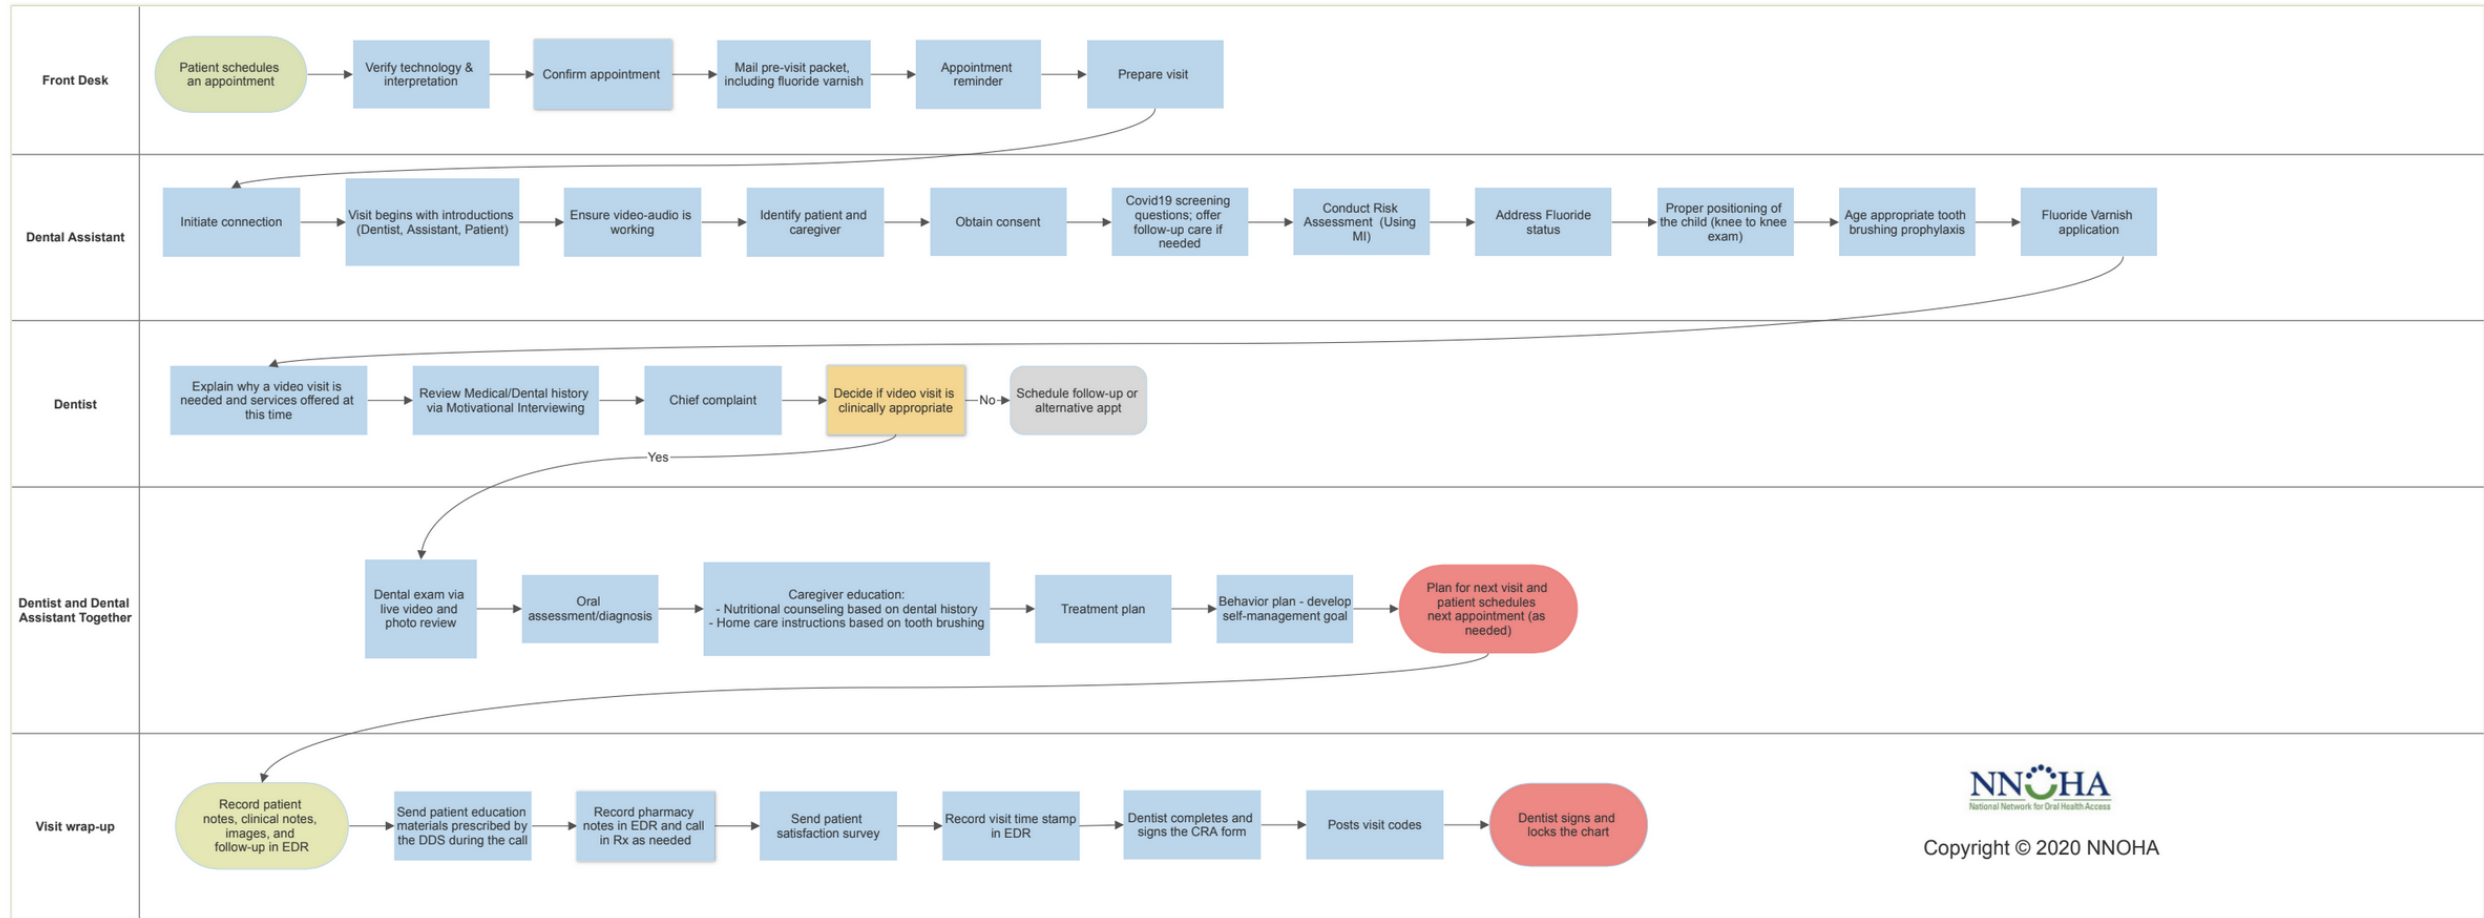 Front Desk
Patient schedules
an appointment
Verify technology &
interpretation
Confirm appointment
Mail pre-visit packet,
including fluoride varnish
Appointment
reminder
Prepare visit
Dental Assistant
Initiate connection
Visit begins with introductions
(Dentist, Assistant, Patient)
Ensure video-audio is
working
Identify patient and
caregiver
Obtain consent
Covid19 screening
questions; offer
follow-up care if
needed
Conduct Risk
Assessment (Using
MI)
Address Fluoride
status
Proper positioning of
the child (knee to knee
exam)
Age appropriate tooth
brushing prophylaxis
Fluoride Varnish
application
Dentist
Explain why a video visit is
needed and services offered at
this time
Review Medical/Dental history
via Motivational Interviewing
Chief complaint
Decide if video visit is
clinically appropriate
No
Schedule follow-up or
alternative appt
Yes
Dentist and Dental
Assistant Together
Dental exam via
live video and
photo review
Oral
assessment/diagnosis
Caregiver education:
- Nutritional counseling based on dental history
- Home care instructions based on tooth brushing
Treatment plan
Behavior plan - develop
self-management goal
Plan for next visit and
patient schedules
next appointment (as
needed)
Visit wrap-up
Record patient
notes, clinical notes,
images, and
follow-up in EDR
Send patient education
materials prescribed by
the DDS during the call
Record pharmacy
notes in EDR and call
in Rx as needed
Send patient
satisfaction survey
Record visit time stamp
in EDR
Dentist completes and
signs the CRA form
Posts visit codes
Dentist signs and
locks the chart
NNOHA
National Network for Oral Health Access
Copyright © 2020 NNOHA